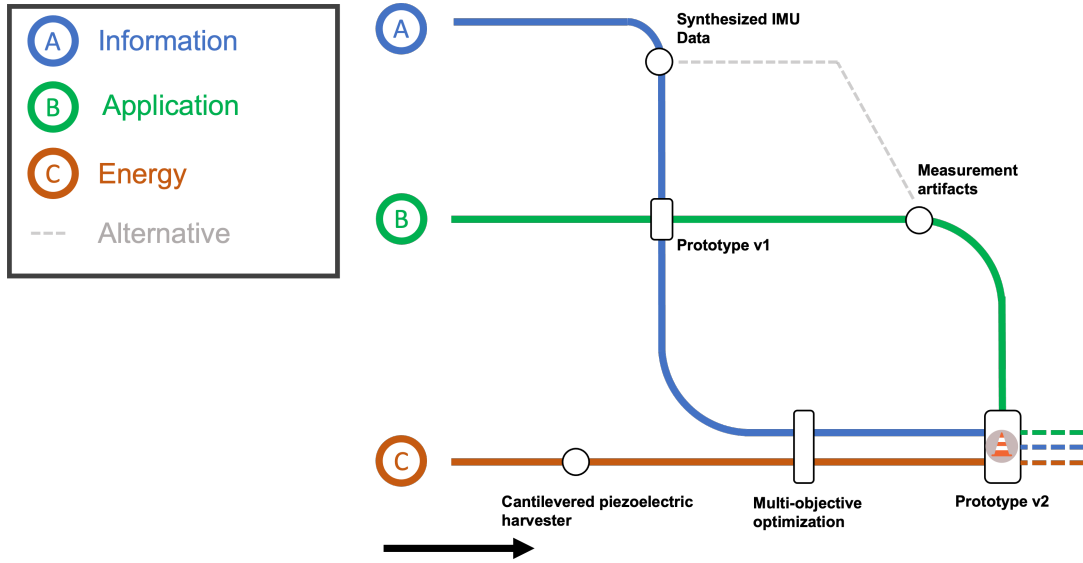 A Information
B Application
C Energy
Alternative
A
Synthesized IMU
Data
B
Measurement
artifacts
Prototype v1
C
Cantilevered piezoelectric
harvester
Multi-objective
optimization
Prototype v2